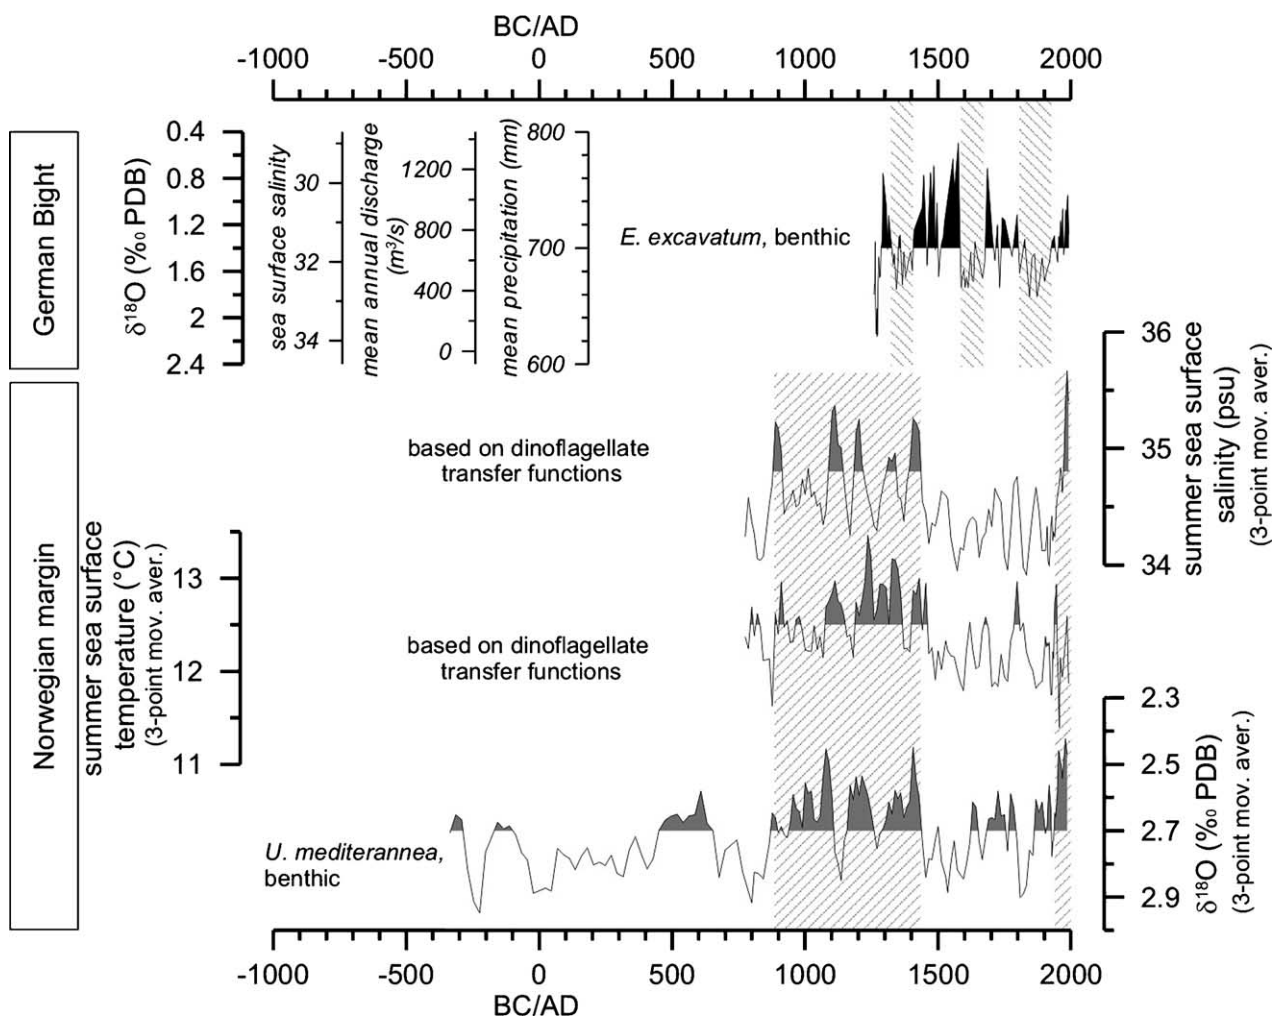 BC/AD
-1000 -500 0 500 1000 1500 2000
German Bight
δ¹⁸O (‰ PDB)
0.4
0.8
1.2
1.6
2
2.4
sea surface salinity
30
32
34
mean annual discharge
(m³/s)
1200
800
400
0
mean precipitation (mm)
800
700
600
E. excavatum, benthic
36
35
34
summer sea surface
salinity (psu)
(3-point mov. aver.)
based on dinoflagellate
transfer functions
Norwegian margin
summer sea surface
temperature (°C)
(3-point mov. aver.)
13
12
11
based on dinoflagellate
transfer functions
2.3
2.5
2.7
2.9
δ¹⁸O (‰ PDB)
(3-point mov. aver.)
U. mediterannea,
benthic
-1000 -500 0 500 1000 1500 2000
BC/AD